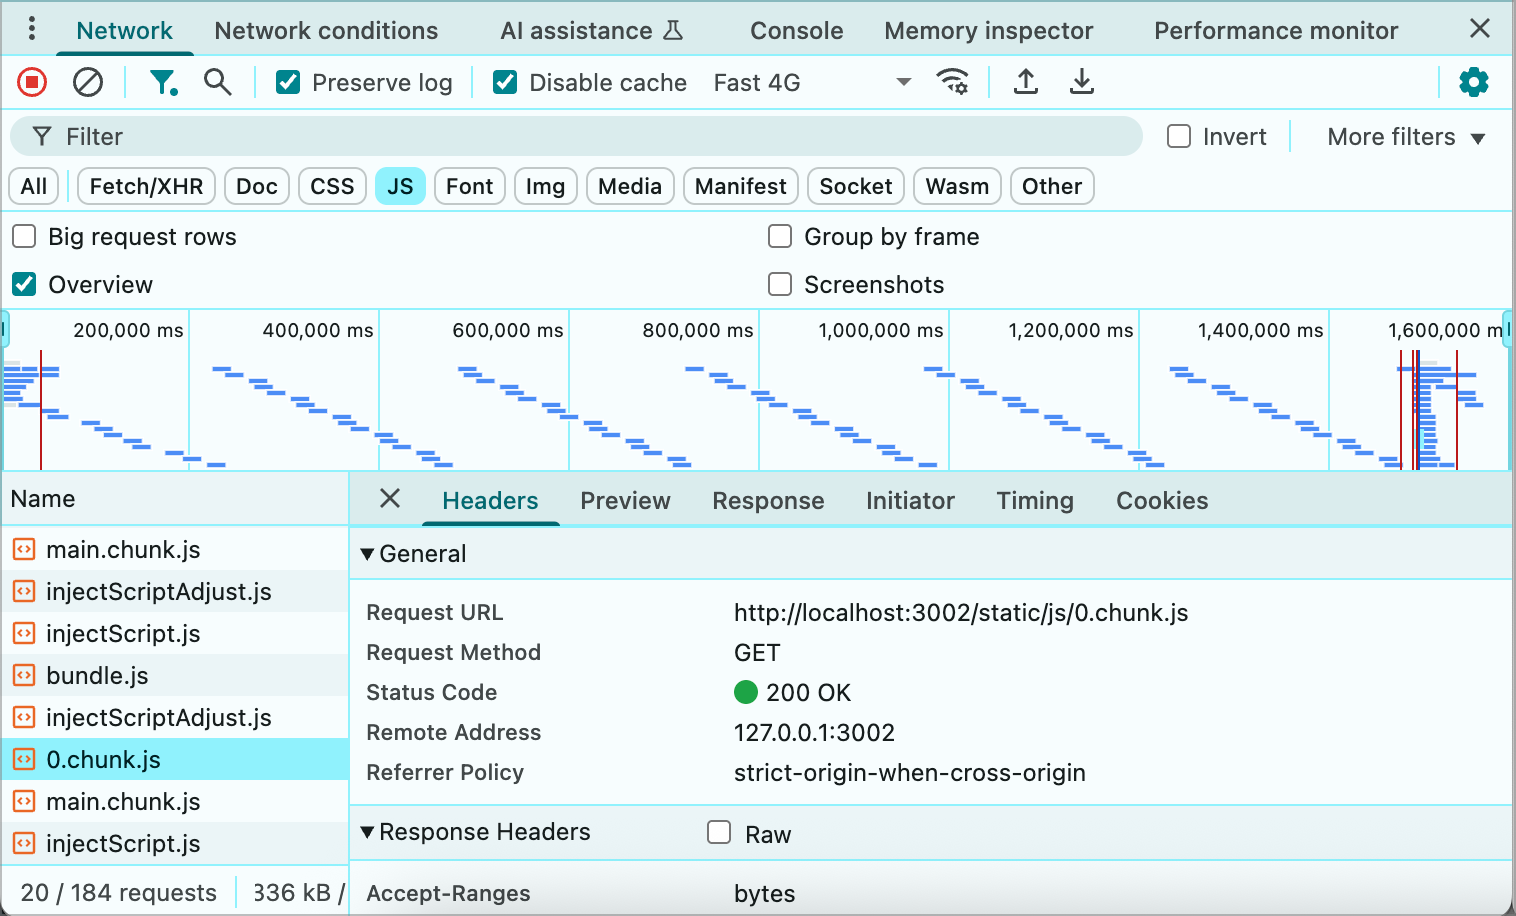 Network Network conditions AI assistance Console Memory inspector Performance monitor
Preserve log Disable cache Fast 4G
Filter Invert More filters
All Fetch/XHR Doc CSS JS Font Img Media Manifest Socket Wasm Other
Big request rows Group by frame
Overview Screenshots
200,000 ms 400,000 ms 600,000 ms 800,000 ms 1,000,000 ms 1,200,000 ms 1,400,000 ms 1,600,000 m
Name
Headers Preview Response Initiator Timing Cookies
main.chunk.js
injectScriptAdjust.js
injectScript.js
bundle.js
injectScriptAdjust.js
0.chunk.js
main.chunk.js
injectScript.js
20 / 184 requests 336 kB /
General
Request URL http://localhost:3002/static/js/0.chunk.js
Request Method GET
Status Code 200 OK
Remote Address 127.0.0.1:3002
Referrer Policy strict-origin-when-cross-origin
Response Headers Raw
Accept-Ranges bytes